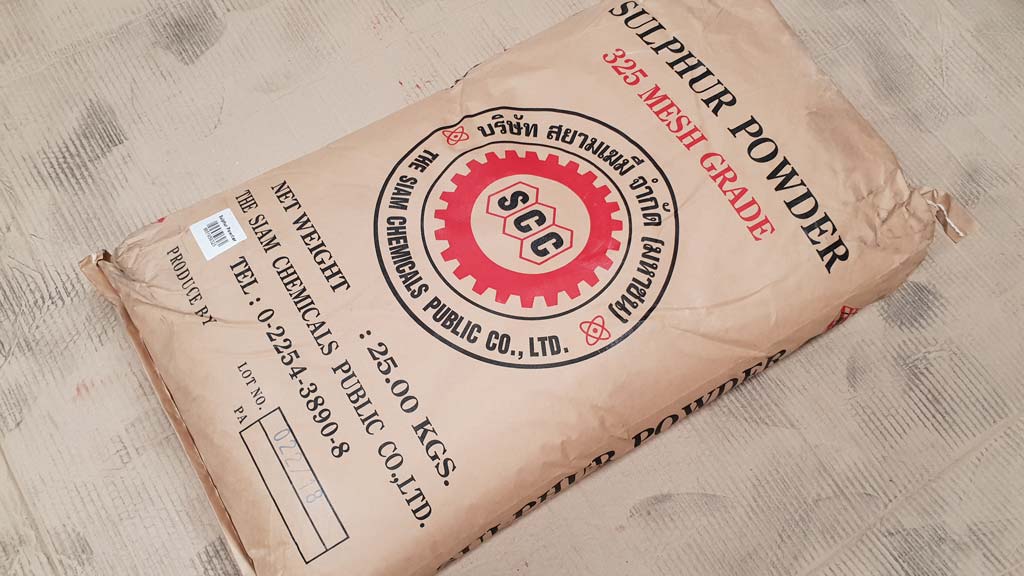 SULPHUR POWDER
325 MESH GRADE
บริษัท สยามเคมี จำกัด (มหาชน)
THE SIAM CHEMICALS PUBLIC CO., LTD.
SCC
NET WEIGHT : 25.00 KGS.
THE SIAM CHEMICALS PUBLIC CO.,LTD.
TEL : 0-2254-3890-8
PRODUCE BY
LOT NO.
PA
SULPHUR POWDER